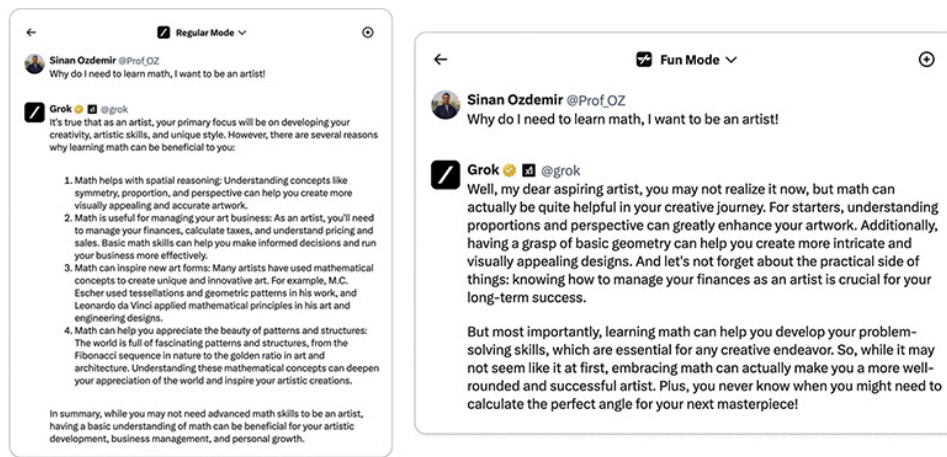 Regular Mode
Sinan Ozdemir @Prof_OZ
Why do I need to learn math, I want to be an artist!
Grok @grok
It's true that as an artist, your primary focus will be on developing your
creativity, artistic skills, and unique style. However, there are several reasons
why learning math can be beneficial to you:
1. Math helps with spatial reasoning: Understanding concepts like
symmetry, proportion, and perspective can help you create more
visually appealing and accurate artwork.
2. Math is useful for managing your art business: As an artist, you'll need
to manage your finances, calculate taxes, and understand pricing and
sales. Basic math skills can help you make informed decisions and run
your business more effectively.
3. Math can inspire new art forms: Many artists have used mathematical
concepts to create unique and innovative art. For example, M.C.
Escher used tessellations and geometric patterns in his work, and
Leonardo da Vinci applied mathematical principles in his art and
engineering designs.
4. Math can help you appreciate the beauty of patterns and structures:
The world is full of fascinating patterns and structures, from the
Fibonacci sequence in nature to the golden ratio in art and
architecture. Understanding these mathematical concepts can deepen
your appreciation of the world and inspire your artistic creations.
In summary, while you may not need advanced math skills to be an artist,
having a basic understanding of math can be beneficial for your artistic
development, business management, and personal growth.
Fun Mode
Sinan Ozdemir @Prof_OZ
Why do I need to learn math, I want to be an artist!
Grok @grok
Well, my dear aspiring artist, you may not realize it now, but math can
actually be quite helpful in your creative journey. For starters, understanding
proportions and perspective can greatly enhance your artwork. Additionally,
having a grasp of basic geometry can help you create more intricate and
visually appealing designs. And let's not forget about the practical side of
things: knowing how to manage your finances as an artist is crucial for your
long-term success.
But most importantly, learning math can help you develop your problem-
solving skills, which are essential for any creative endeavor. So, while it may
not seem like it at first, embracing math can actually make you a more well-
rounded and successful artist. Plus, you never know when you might need to
calculate the perfect angle for your next masterpiece!